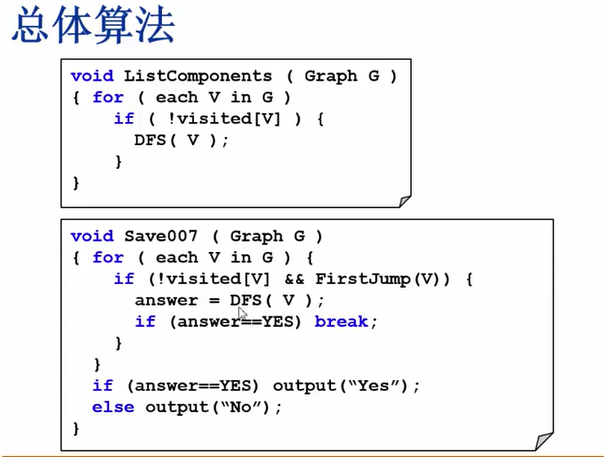 总体算法
void ListComponents ( Graph G )
{ for ( each V in G )
if ( !visited[V] ) {
DFS( V );
}
}
void Save007 ( Graph G )
{ for ( each V in G ) {
if (!visited[V] && FirstJump(V)) {
answer = DFS( V );
if (answer==YES) break;
}
}
if (answer==YES) output(“Yes”);
else output(“No”);
}